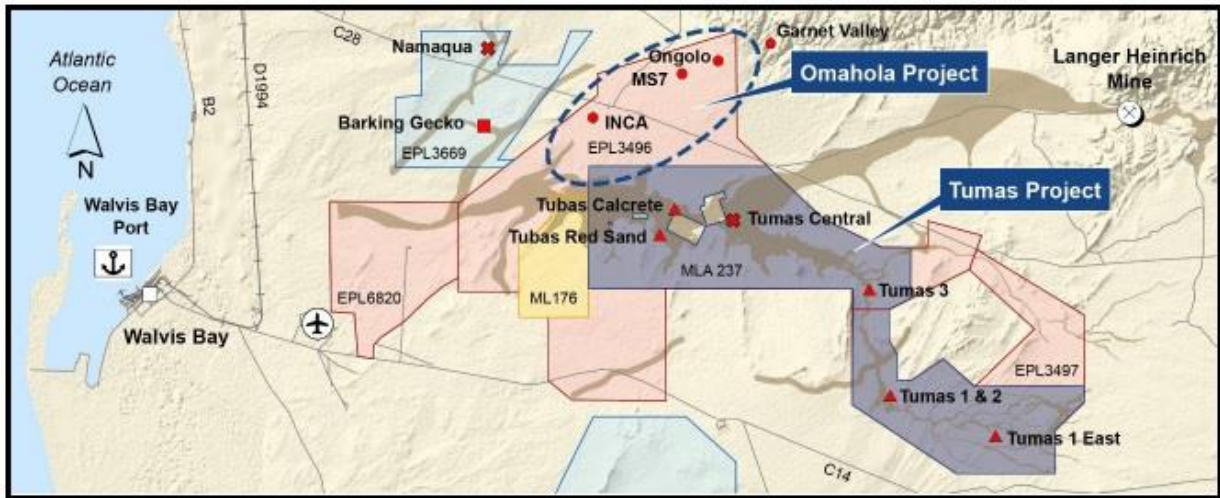 Atlantic
Ocean
N
Walvis Bay
Port
Walvis Bay
B2
D1994
C28
Namaqua
Barking Gecko
EPL3669
Garnet Valley
Ongolo
MS7
Omahola Project
INCA
EPL3496
Langer Heinrich
Mine
Tumas Project
Tubas Calcrete
Tumas Central
Tubas Red Sand
MLA 237
EPL6820
ML176
Tumas 3
EPL3497
Tumas 1 & 2
Tumas 1 East
C14